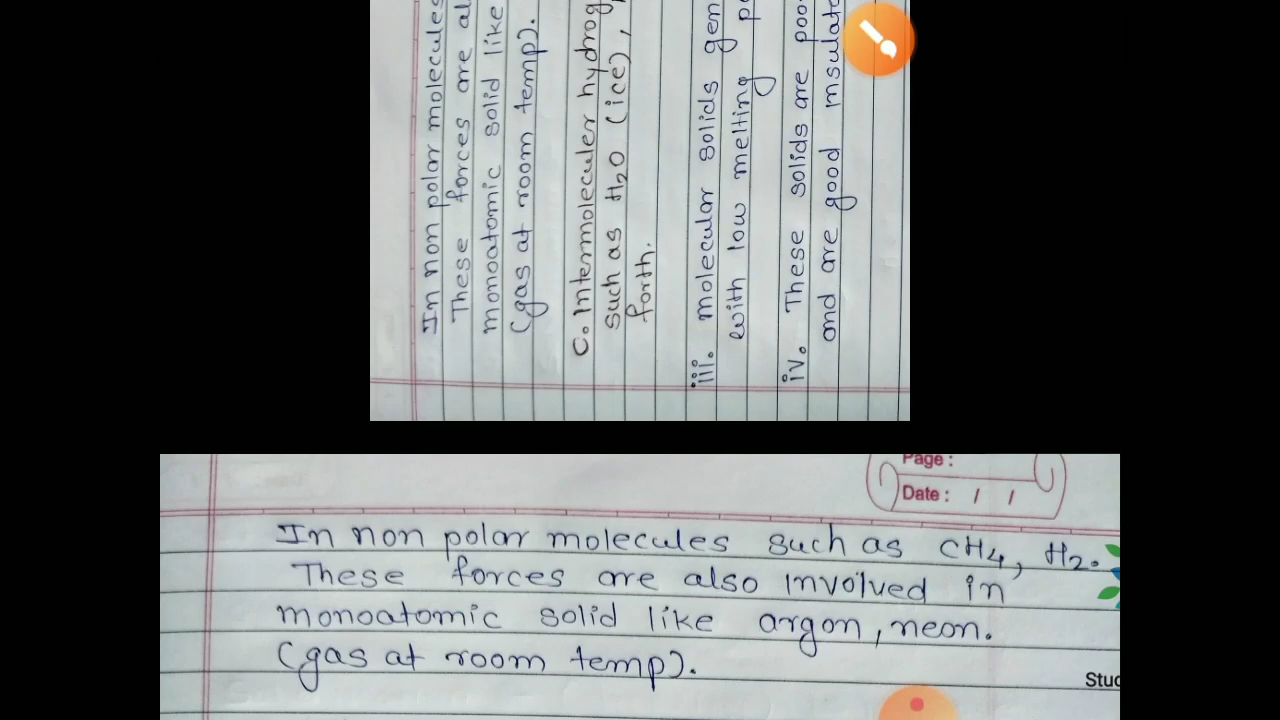 In non polar molecules
These forces are al
monoatomic solid like
(gas at room temp).
C. Intermoleculer hydrog
such as H₂O (ice),
forth.
iii. molecular solids gen
with low melting po
iv. These solids are poo
and are good insulato
Page :
Date : / /
In non polar molecules such as CH₄, H₂.
These forces are also involved in
monoatomic solid like argon, neon.
(gas at room temp).
Stud